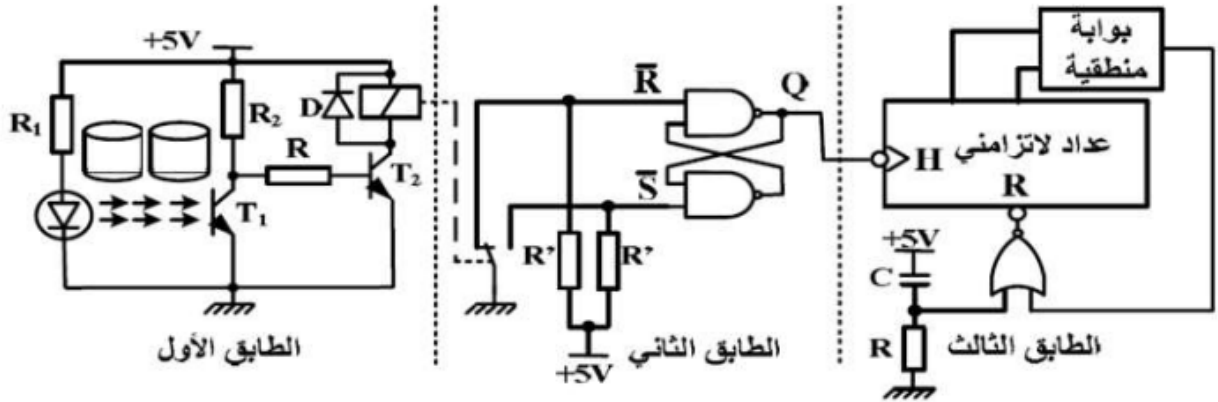 +5V
R1
R2
D
R
T1
T2
الطابق الأول
R̅
S̅
Q
R'
R'
+5V
الطابق الثاني
بوابة
منطقية
عداد لاتزامني
H
R
+5V
C
R
الطابق الثالث